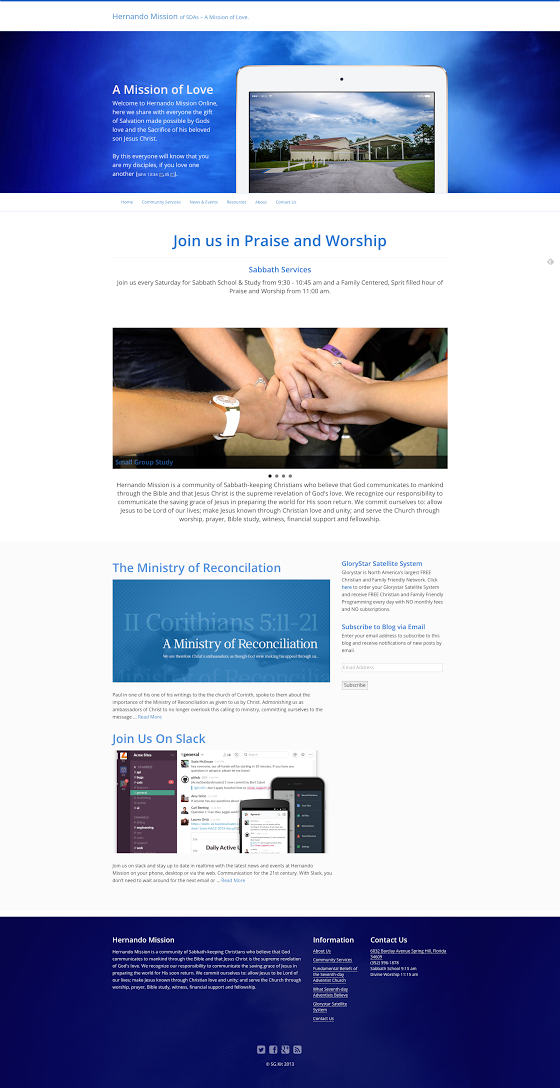 Hernando Mission of SDAs – A Mission of Love.
A Mission of Love
Welcome to Hernando Mission Online,
here we share with everyone the gift
of Salvation made possible by Gods
love and the Sacrifice of his beloved
son Jesus Christ.
By this everyone will know that you
are my disciples, if you love one
another
Home Community Services News & Events Resources About Contact Us
Join us in Praise and Worship
Sabbath Services
Join us every Saturday for Sabbath School & Study from 9:30 - 10:45 am and a Family Centered, Sprit filled hour of
Praise and Worship from 11:00 am.
Small Group Study
Hernando Mission is a community of Sabbath-keeping Christians who believe that God communicates to mankind
through the Bible and that Jesus Christ is the supreme revelation of God's love. We recognize our responsibility to
communicate the saving grace of Jesus in preparing the world for His soon return. We commit ourselves to: allow
Jesus to be Lord of our lives; make Jesus known through Christian love and unity; and serve the Church through
worship, prayer, Bible study, witness, financial support and fellowship.
The Ministry of Reconciliation
II Corinthians 5:11-21
A Ministry of Reconciliation
We are therefore Christ's ambassadors, as though God were making his appeal through us...
Paul in one of his one of his writings to the the church of Corinth, spoke to them about the
importance of the Ministry of Reconciliation as given to us by Christ. Admonishing us as
ambassadors of Christ to no longer overlook this calling to ministry, committing ourselves to the
message ... Read More
Join Us On Slack
Acme Sites
#general
Daily Active U
Join us on slack and stay up to date in realtime with the latest news and events at Hernando
Mission on your phone, desktop or via the web. Communication for the 21st century. With Slack, you
don't need to wait around for the next email or ... Read More
GloryStar Satellite System
Glorystar is North America's largest FREE
Christian and Family Friendly Network. Click
here to order your Glorystar Satellite System
and receive FREE Christian and Family Friendly
Programming every day with NO monthly fees
and NO subscriptions.
Subscribe to Blog via Email
Enter your email address to subscribe to this
blog and receive notifications of new posts by
email.
Email Address
Subscribe
Hernando Mission
Hernando Mission is a community of Sabbath-keeping Christians who believe that God
communicates to mankind through the Bible and that Jesus Christ is the supreme revelation
of God's love. We recognize our responsibility to communicate the saving grace of Jesus in
preparing the world for His soon return. We commit ourselves to: allow Jesus to be Lord of
our lives; make Jesus known through Christian love and unity; and serve the Church through
worship, prayer, Bible study, witness, financial support and fellowship.
Information
About Us
Community Services
Fundamental Beliefs of
the Seventh-day
Adventist Church
What Seventh-day
Adventists Believe
GloryStar Satellite
System
Contact Us
Contact Us
6032 Barclay Avenue Spring Hill, Florida
34609
(352) 596-1878
Sabbath School 9:15 am
Divine Worship 11:15 am
© SG.Kit 2013